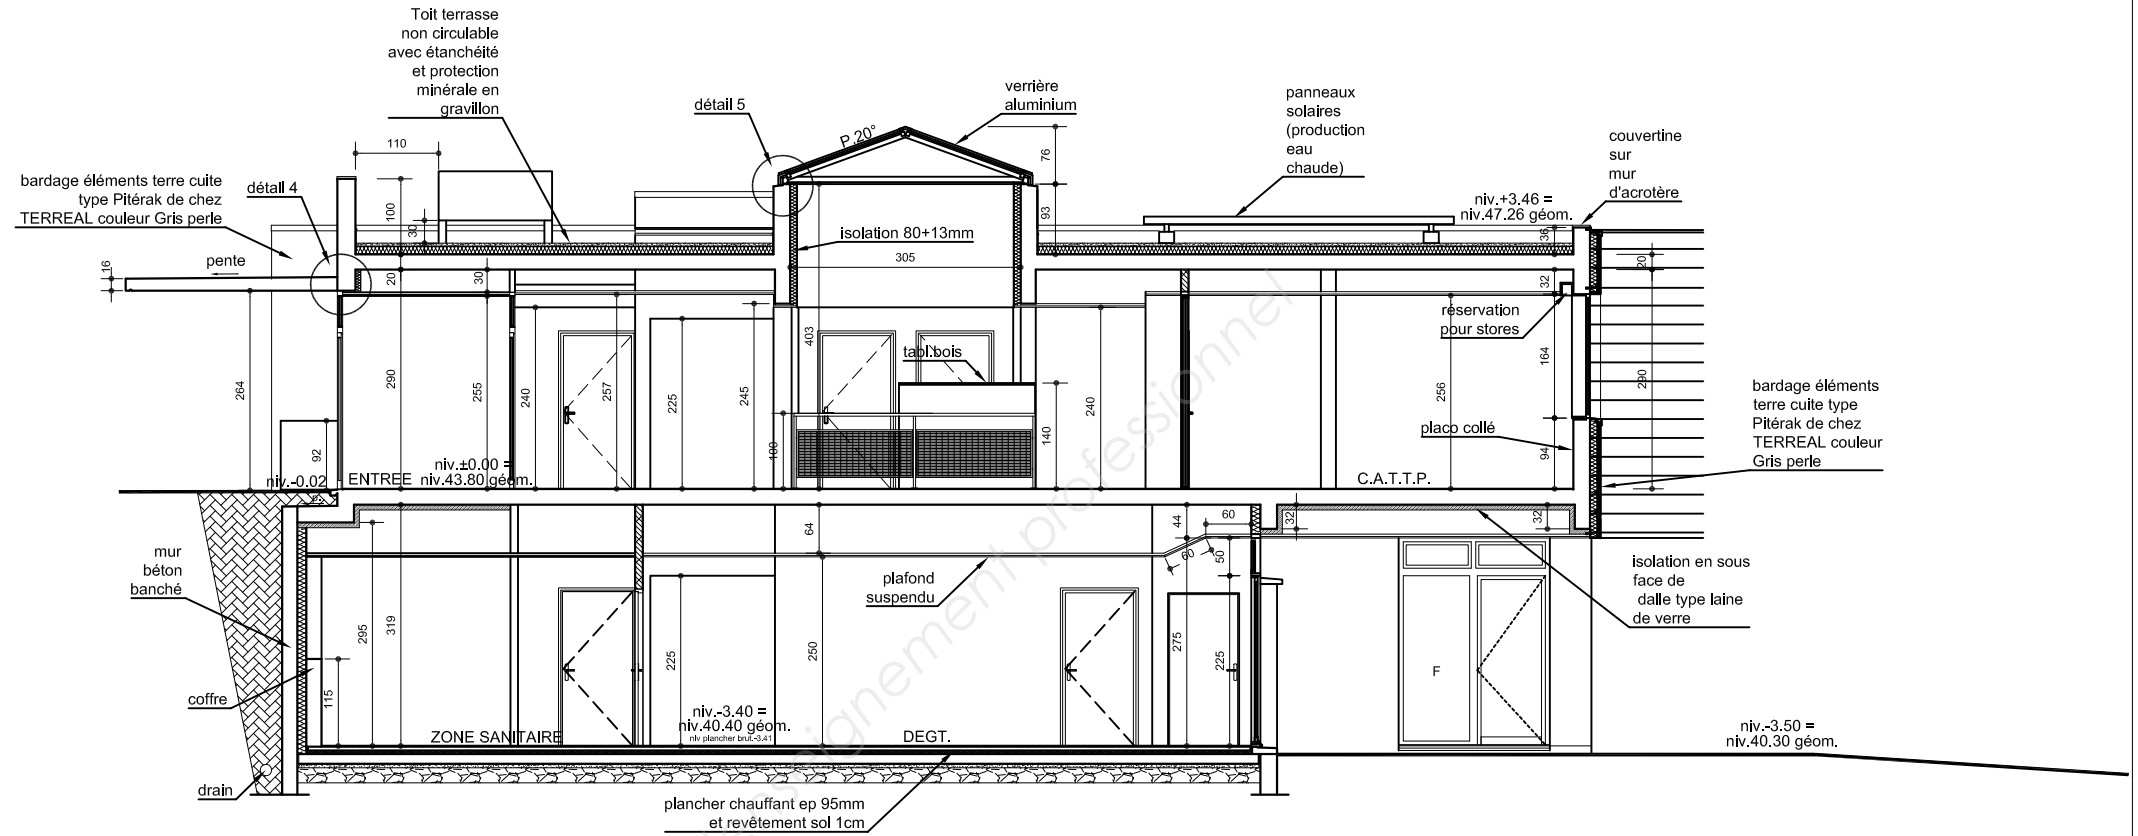 Toit terrasse
non circulable
avec étanchéité
et protection
minérale en
gravillon
détail 5
verrière
aluminium
panneaux
solaires
(production
eau
chaude)
couvertine
sur
mur
d'acrotère
bardage éléments terre cuite
type Pitérak de chez
TERREAL couleur Gris perle
détail 4
P.20°
110
76
100
93
30
isolation 80+13mm
niv.+3.46 =
niv.47.26 géom.
36
pente
16
20
30
305
20
32
réservation
pour stores
403
tabl.bois
264
290
255
240
257
225
245
240
256
164
290
bardage éléments
terre cuite type
Pitérak de chez
TERREAL couleur
Gris perle
placo collé
92
100
140
94
niv.-0.02
ENTREE
niv.±0.00 =
niv.43.80 géom.
C.A.T.T.P.
64
44
60
32
32
60
50
mur
béton
banché
plafond
suspendu
isolation en sous
face de
dalle type laine
de verre
295
319
250
275
225
225
115
coffre
F
niv.-3.40 =
niv.40.40 géom.
niv plancher brut.-3.41
ZONE SANITAIRE
DEGT.
niv.-3.50 =
niv.40.30 géom.
drain
plancher chauffant ep 95mm
et revêtement sol 1cm
enseignement professionnel